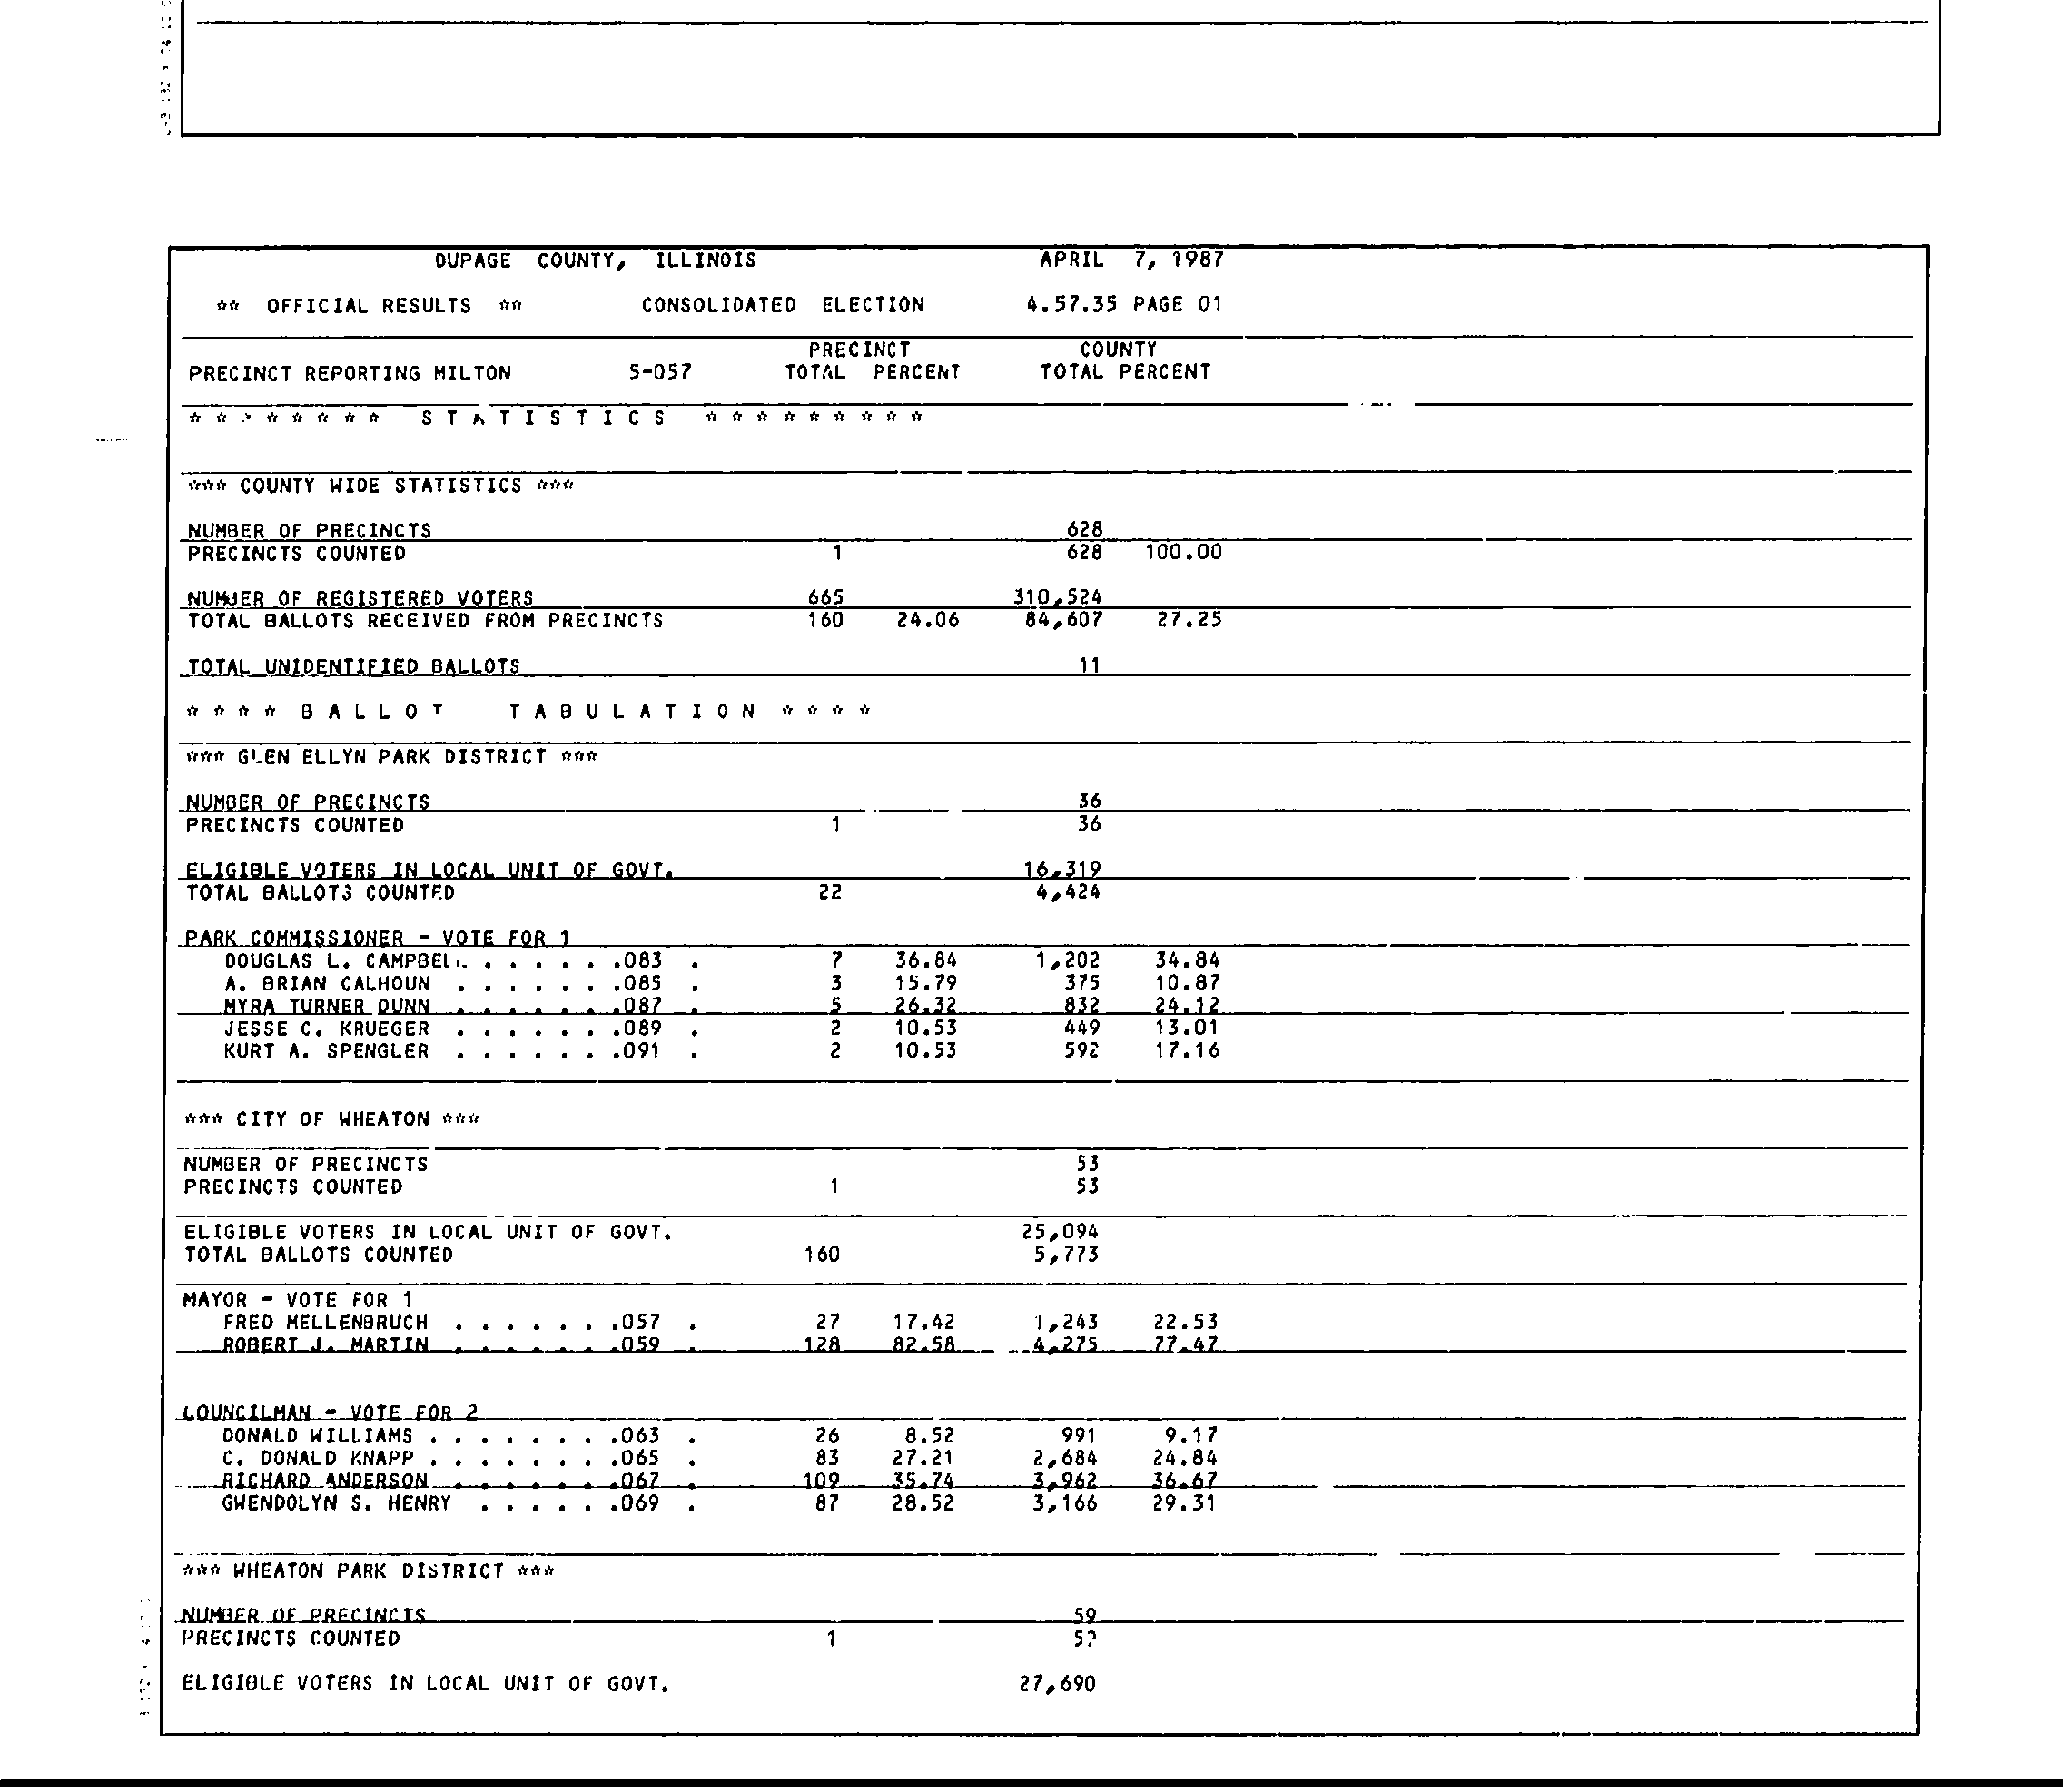 DUPAGE COUNTY, ILLINOIS APRIL 7, 1987
** OFFICIAL RESULTS ** CONSOLIDATED ELECTION 4.57.35 PAGE 01
PRECINCT COUNTY
PRECINCT REPORTING MILTON 5-057 TOTAL PERCENT TOTAL PERCENT
* * * * * * * * S T A T I S T I C S * * * * * * * * *
*** COUNTY WIDE STATISTICS ***
NUMBER OF PRECINCTS 628
PRECINCTS COUNTED 1 628 100.00
NUMBER OF REGISTERED VOTERS 665 310,524
TOTAL BALLOTS RECEIVED FROM PRECINCTS 160 24.06 84,607 27.25
TOTAL UNIDENTIFIED BALLOTS 11
* * * * B A L L O T T A B U L A T I O N * * * *
*** GLEN ELLYN PARK DISTRICT ***
NUMBER OF PRECINCTS 36
PRECINCTS COUNTED 1 36
ELIGIBLE VOTERS IN LOCAL UNIT OF GOVT. 16,319
TOTAL BALLOTS COUNTED 22 4,424
PARK COMMISSIONER - VOTE FOR 1
DOUGLAS L. CAMPBELL . . . . . .083 . 7 36.84 1,202 34.84
A. BRIAN CALHOUN . . . . . . .085 . 3 15.79 375 10.87
MYRA TURNER DUNN . . . . . . .087 . 5 26.32 832 24.12
JESSE C. KRUEGER . . . . . . .089 . 2 10.53 449 13.01
KURT A. SPENGLER . . . . . . .091 . 2 10.53 592 17.16
*** CITY OF WHEATON ***
NUMBER OF PRECINCTS 53
PRECINCTS COUNTED 1 53
ELIGIBLE VOTERS IN LOCAL UNIT OF GOVT. 25,094
TOTAL BALLOTS COUNTED 160 5,773
MAYOR - VOTE FOR 1
FRED MELLENBRUCH . . . . . . .057 . 27 17.42 1,243 22.53
ROBERT J. MARTIN . . . . . . .059 . 128 82.58 4,275 77.47
COUNCILMAN - VOTE FOR 2
DONALD WILLIAMS . . . . . . . .063 . 26 8.52 991 9.17
C. DONALD KNAPP . . . . . . . .065 . 83 27.21 2,684 24.84
RICHARD ANDERSON . . . . . . .067 . 109 35.74 3,962 36.67
GWENDOLYN S. HENRY . . . . . .069 . 87 28.52 3,166 29.31
*** WHEATON PARK DISTRICT ***
NUMBER OF PRECINCTS 59
PRECINCTS COUNTED 1
ELIGIBLE VOTERS IN LOCAL UNIT OF GOVT. 27,690